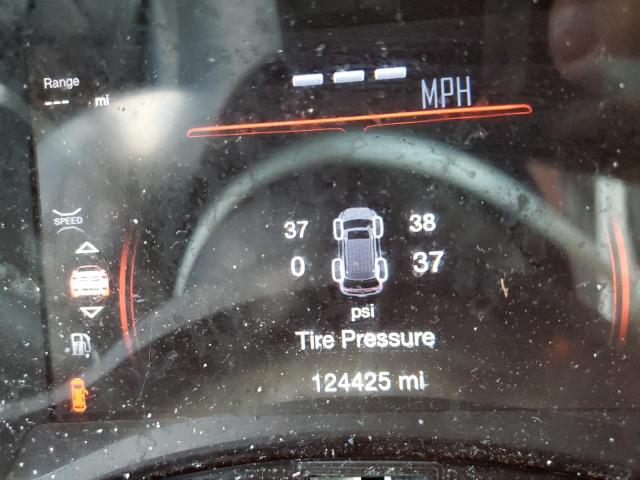 Range
--- mi
MPH
SPEED
37 38
0 37
psi
Tire Pressure
124425 mi